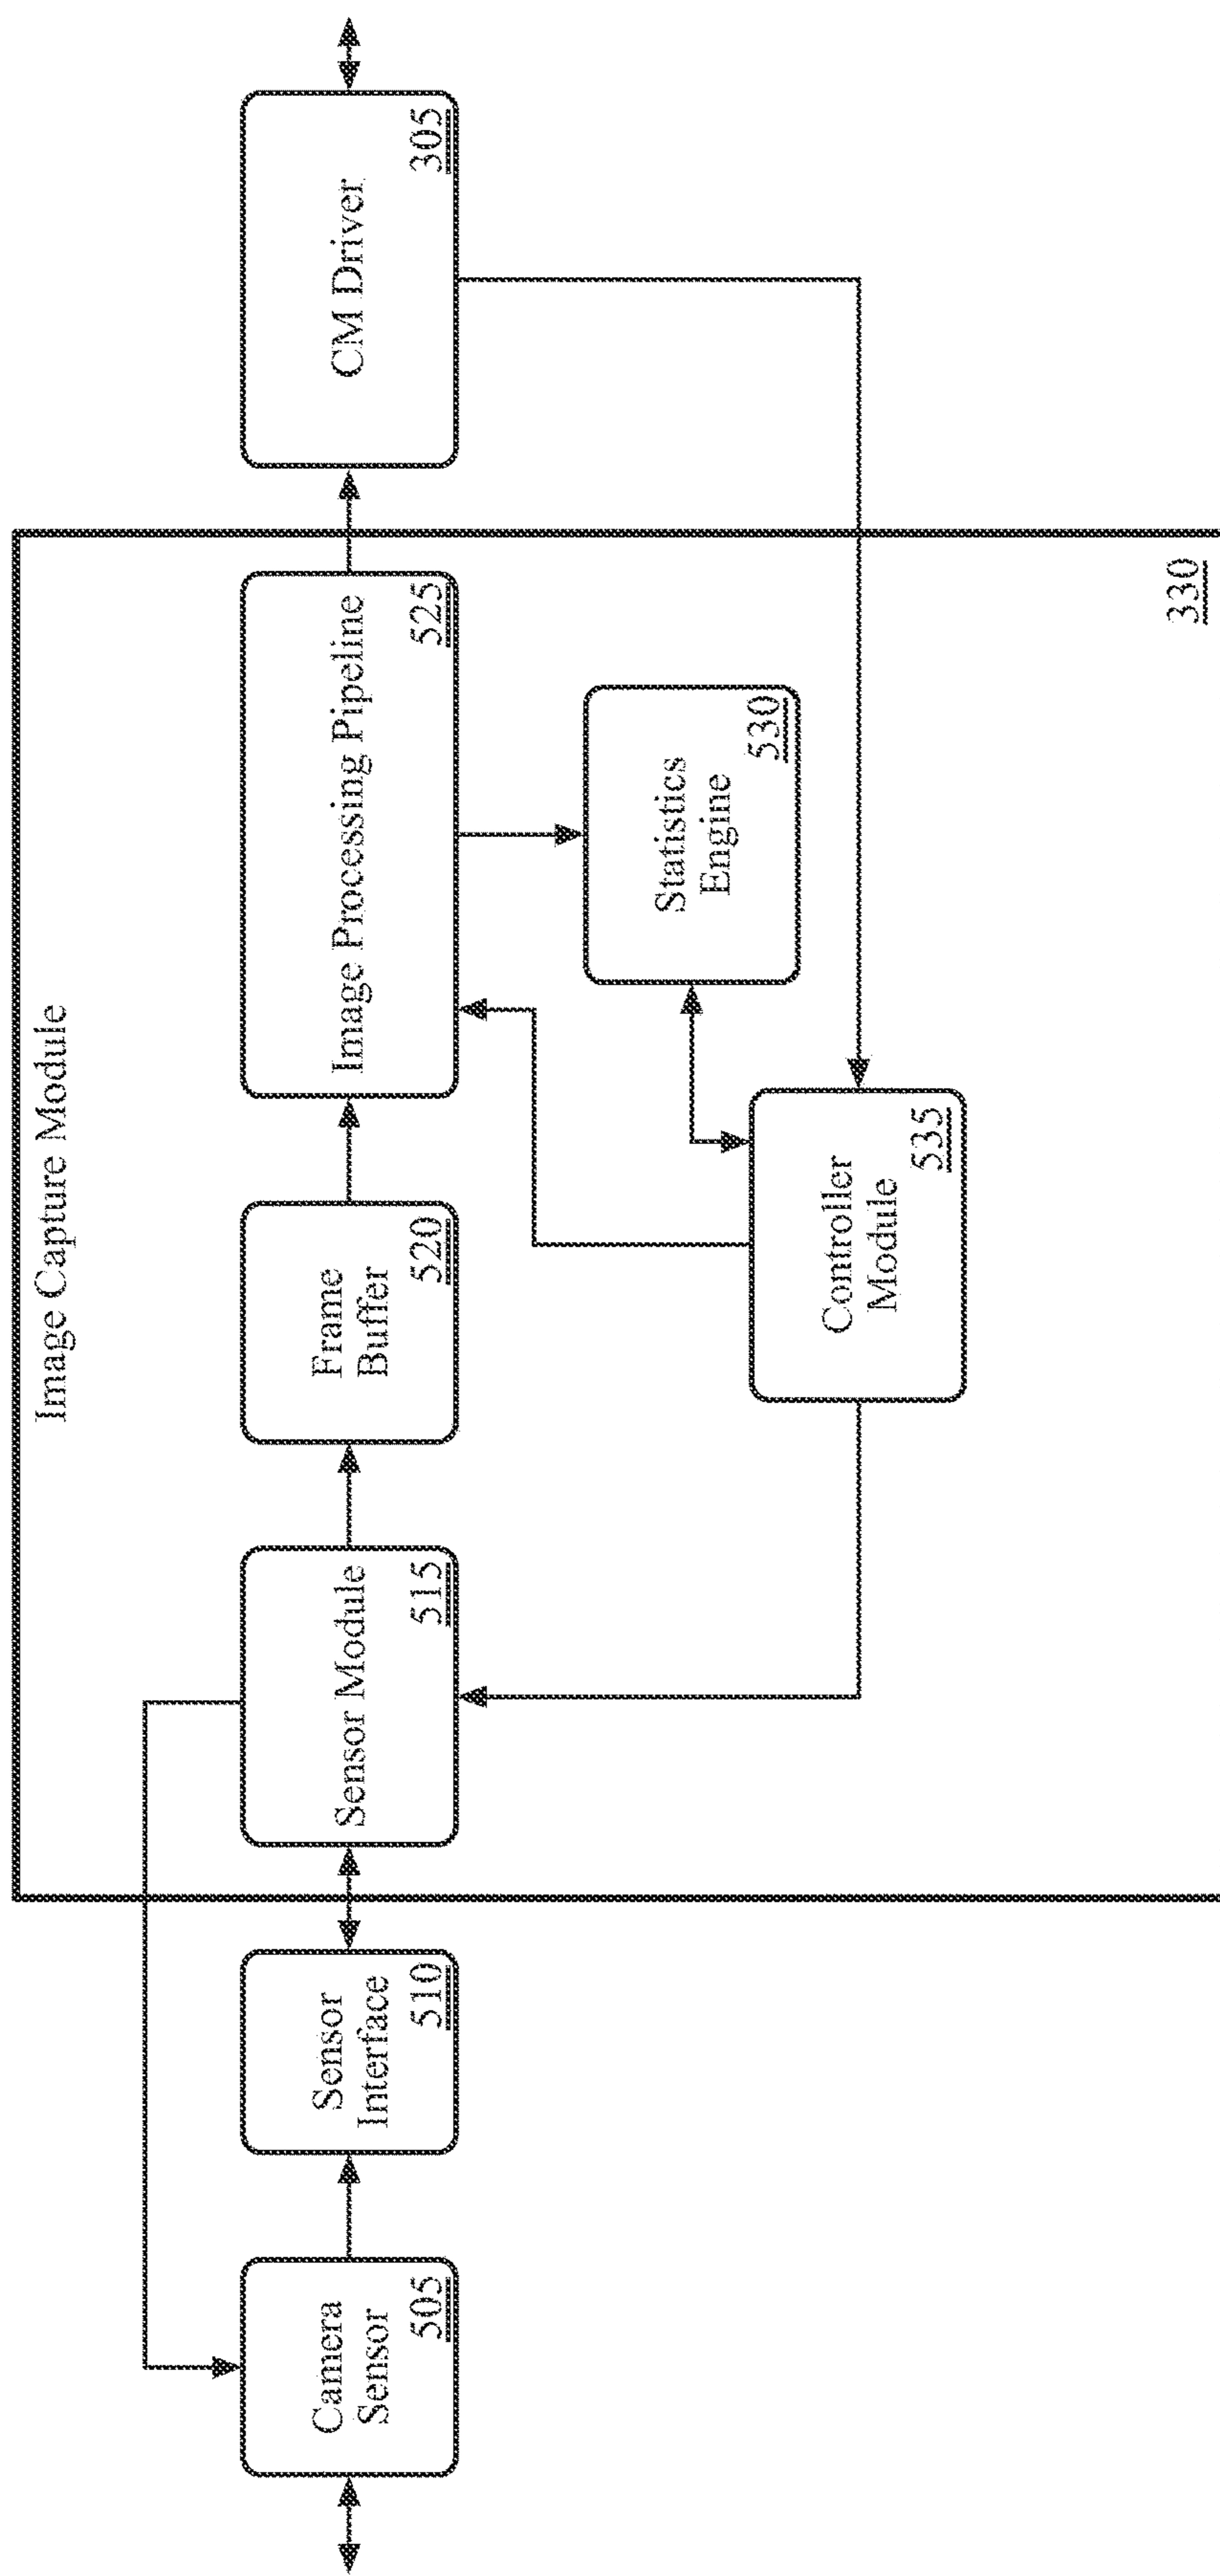 Image Capture Module
Camera
Sensor
505
Sensor
Interface
510
Sensor Module
515
Frame
Buffer
520
Image Processing Pipeline
525
CM Driver
305
Statistics
Engine
530
Controller
Module
535
330